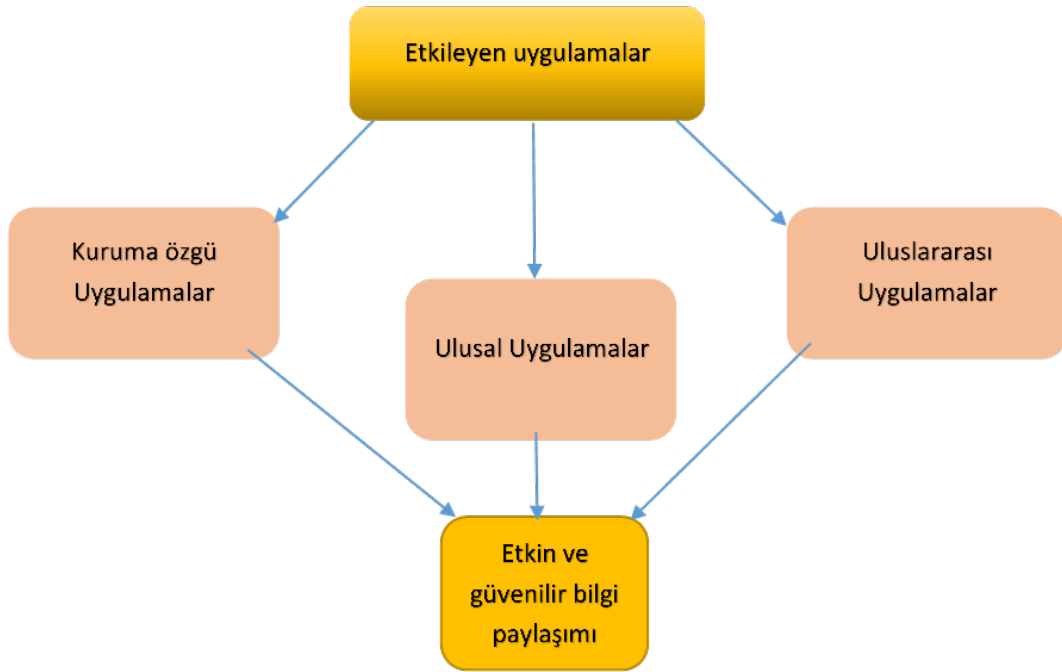 Etkileyen uygulamalar
Kuruma özgü
Uygulamalar
Ulusal Uygulamalar
Uluslararası
Uygulamalar
Etkin ve
güvenilir bilgi
paylaşımı